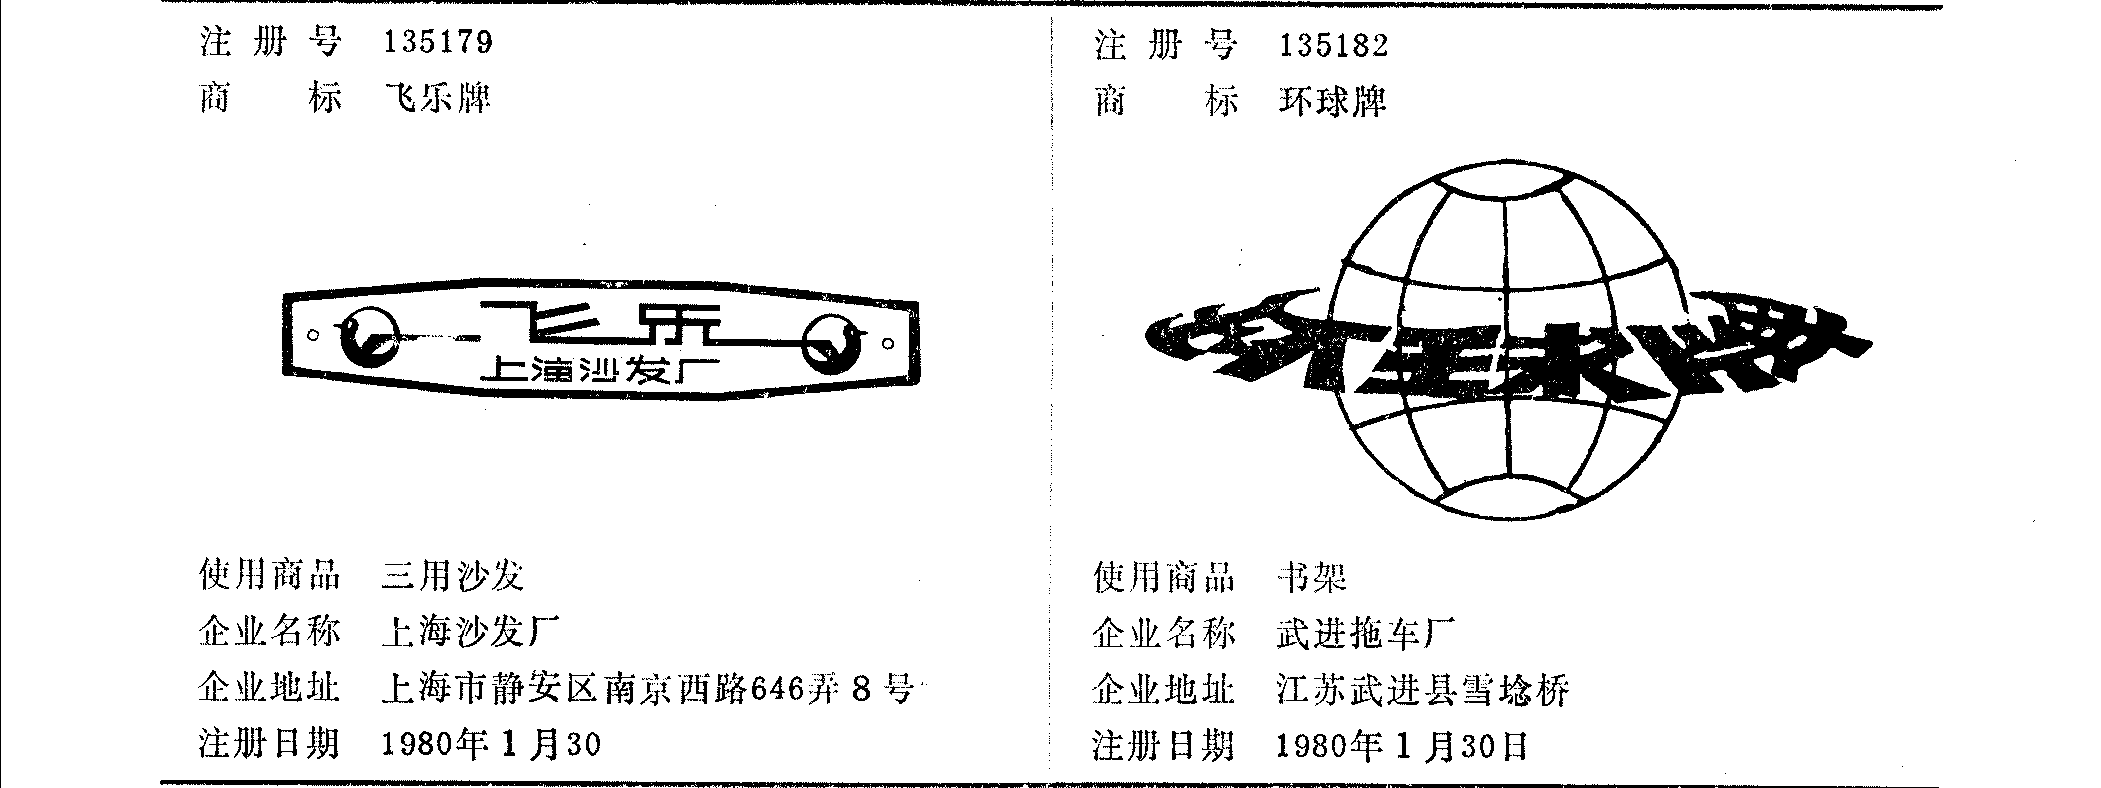 注册号 135179
商标 飞乐牌
飞乐
上海沙发厂
使用商品 三用沙发
企业名称 上海沙发厂
企业地址 上海市静安区南京西路646弄8号
注册日期 1980年1月30
注册号 135182
商标 环球牌
环球牌
使用商品 书架
企业名称 武进拖车厂
企业地址 江苏武进县雪埝桥
注册日期 1980年1月30日